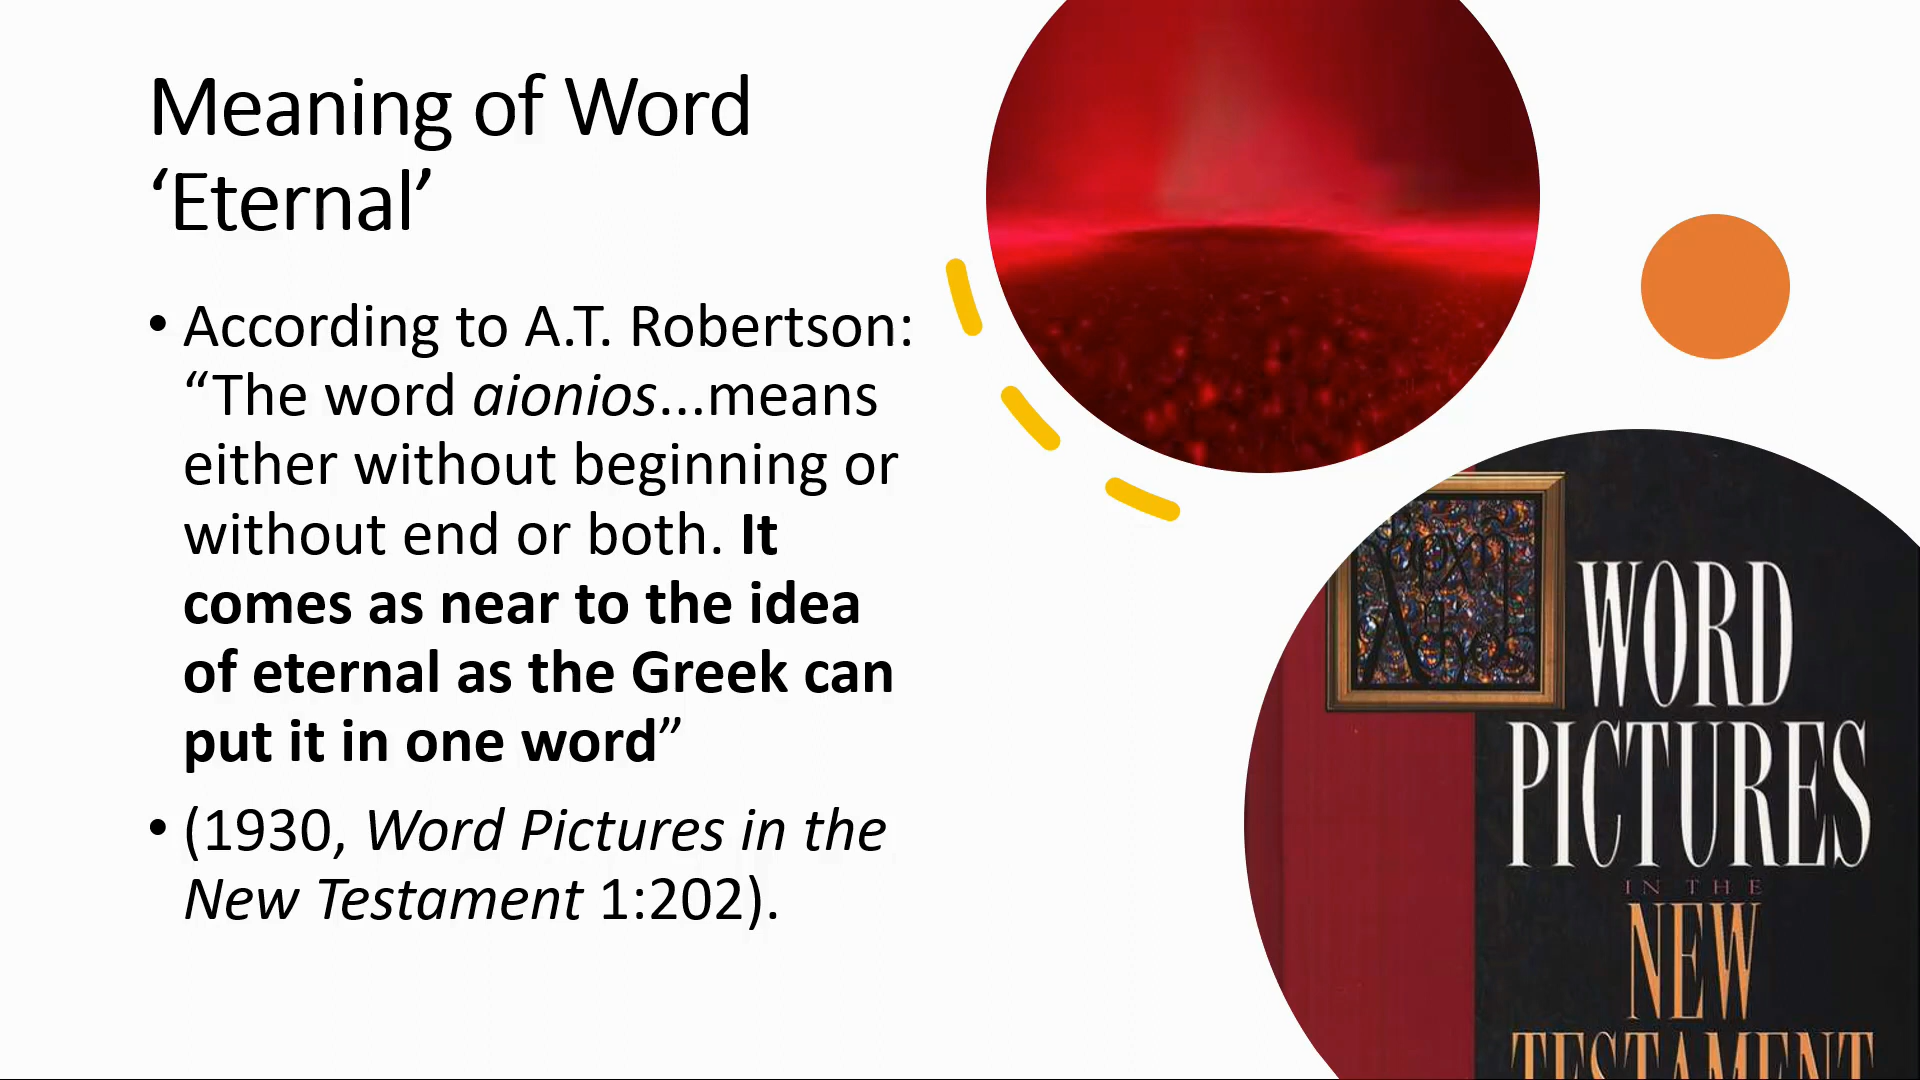 Meaning of Word
‘Eternal’
• According to A.T. Robertson:
“The word aionios...means
either without beginning or
without end or both. It
comes as near to the idea
of eternal as the Greek can
put it in one word”
• (1930, Word Pictures in the
New Testament 1:202).
WORD
PICTURES
IN THE
NEW
TESTAMENT